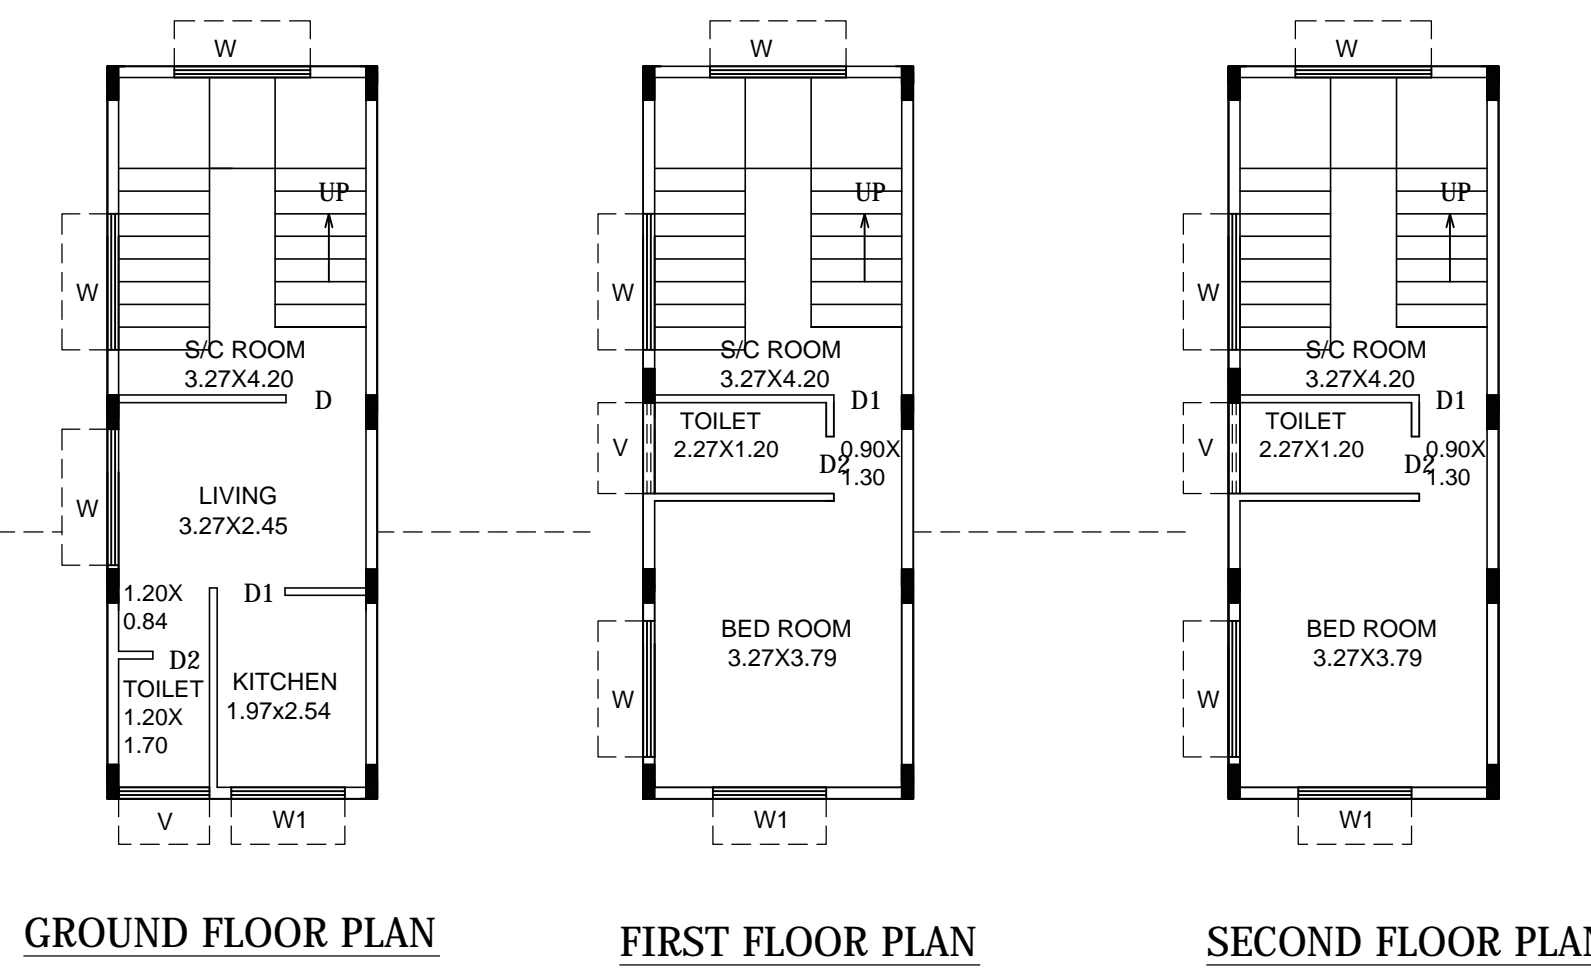 W
UP
W
S/C ROOM
3.27X4.20
D
LIVING
3.27X2.45
W
1.20X
0.84
D1
D2
TOILET
1.20X
1.70
KITCHEN
1.97x2.54
V
W1
GROUND FLOOR PLAN
W
UP
W
S/C ROOM
3.27X4.20
D1
TOILET
2.27X1.20
V
D2
0.90X
1.30
BED ROOM
3.27X3.79
W
W1
FIRST FLOOR PLAN
W
UP
W
S/C ROOM
3.27X4.20
D1
TOILET
2.27X1.20
V
D2
0.90X
1.30
BED ROOM
3.27X3.79
W
W1
SECOND FLOOR PLAN